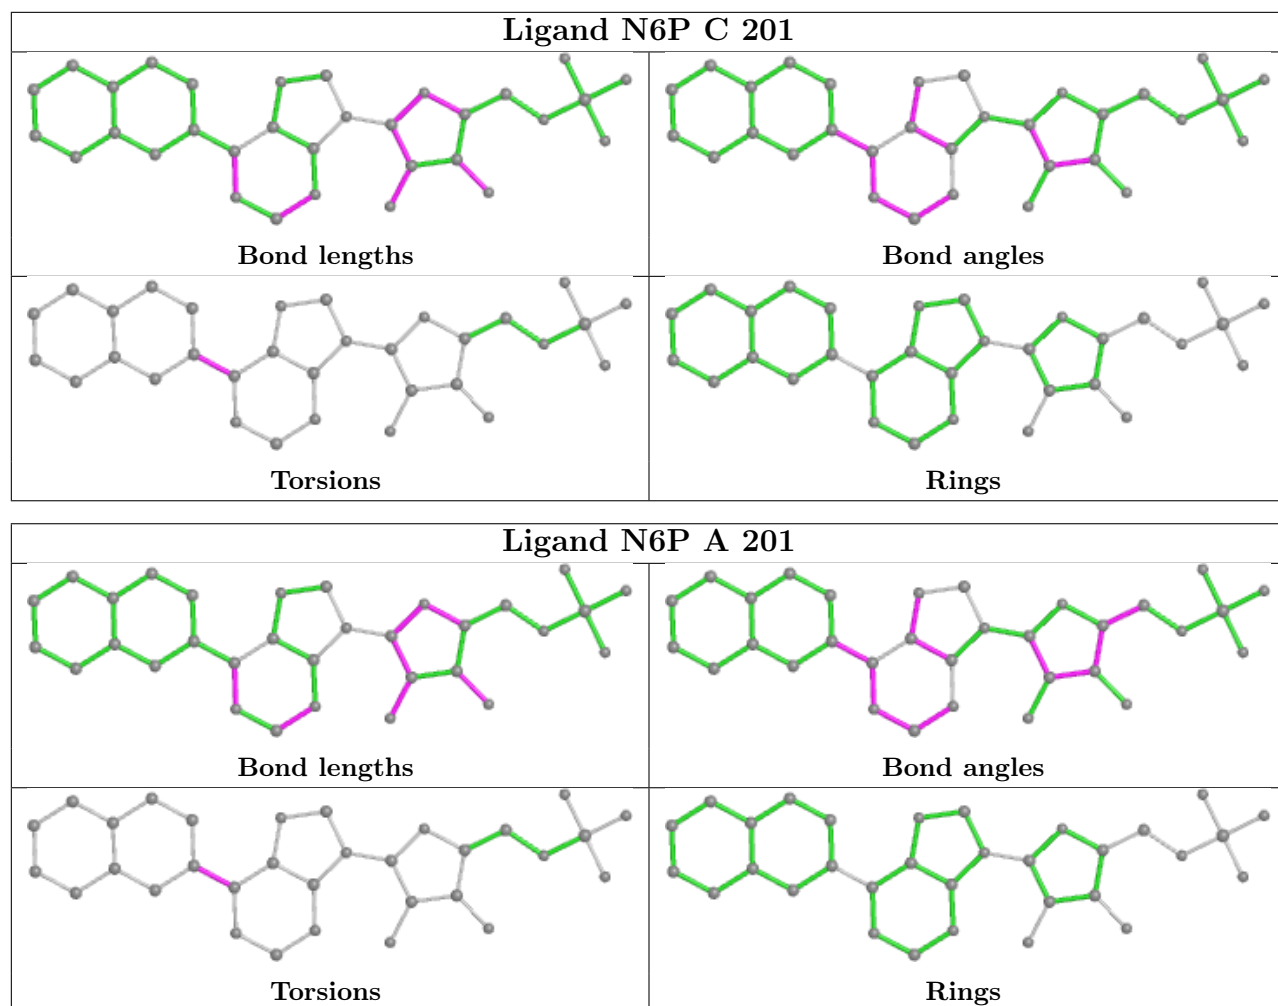 Ligand N6P C 201
Bond lengths
Bond angles
Torsions
Rings
Ligand N6P A 201
Bond lengths
Bond angles
Torsions
Rings